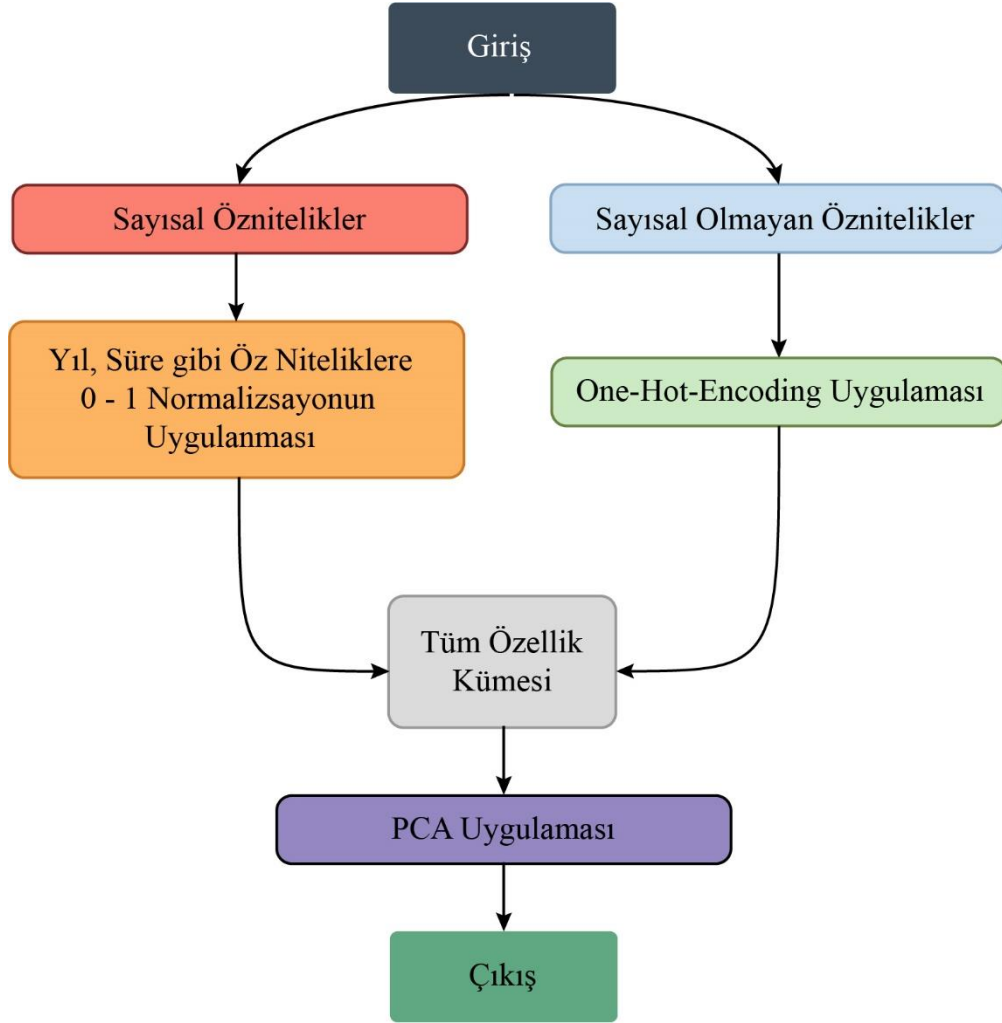 Giriş
Sayısal Öznitelikler
Sayısal Olmayan Öznitelikler
Yıl, Süre gibi Öz Niteliklere
0 - 1 Normalizsayonun
Uygulanması
One-Hot-Encoding Uygulaması
Tüm Özellik
Kümesi
PCA Uygulaması
Çıkış